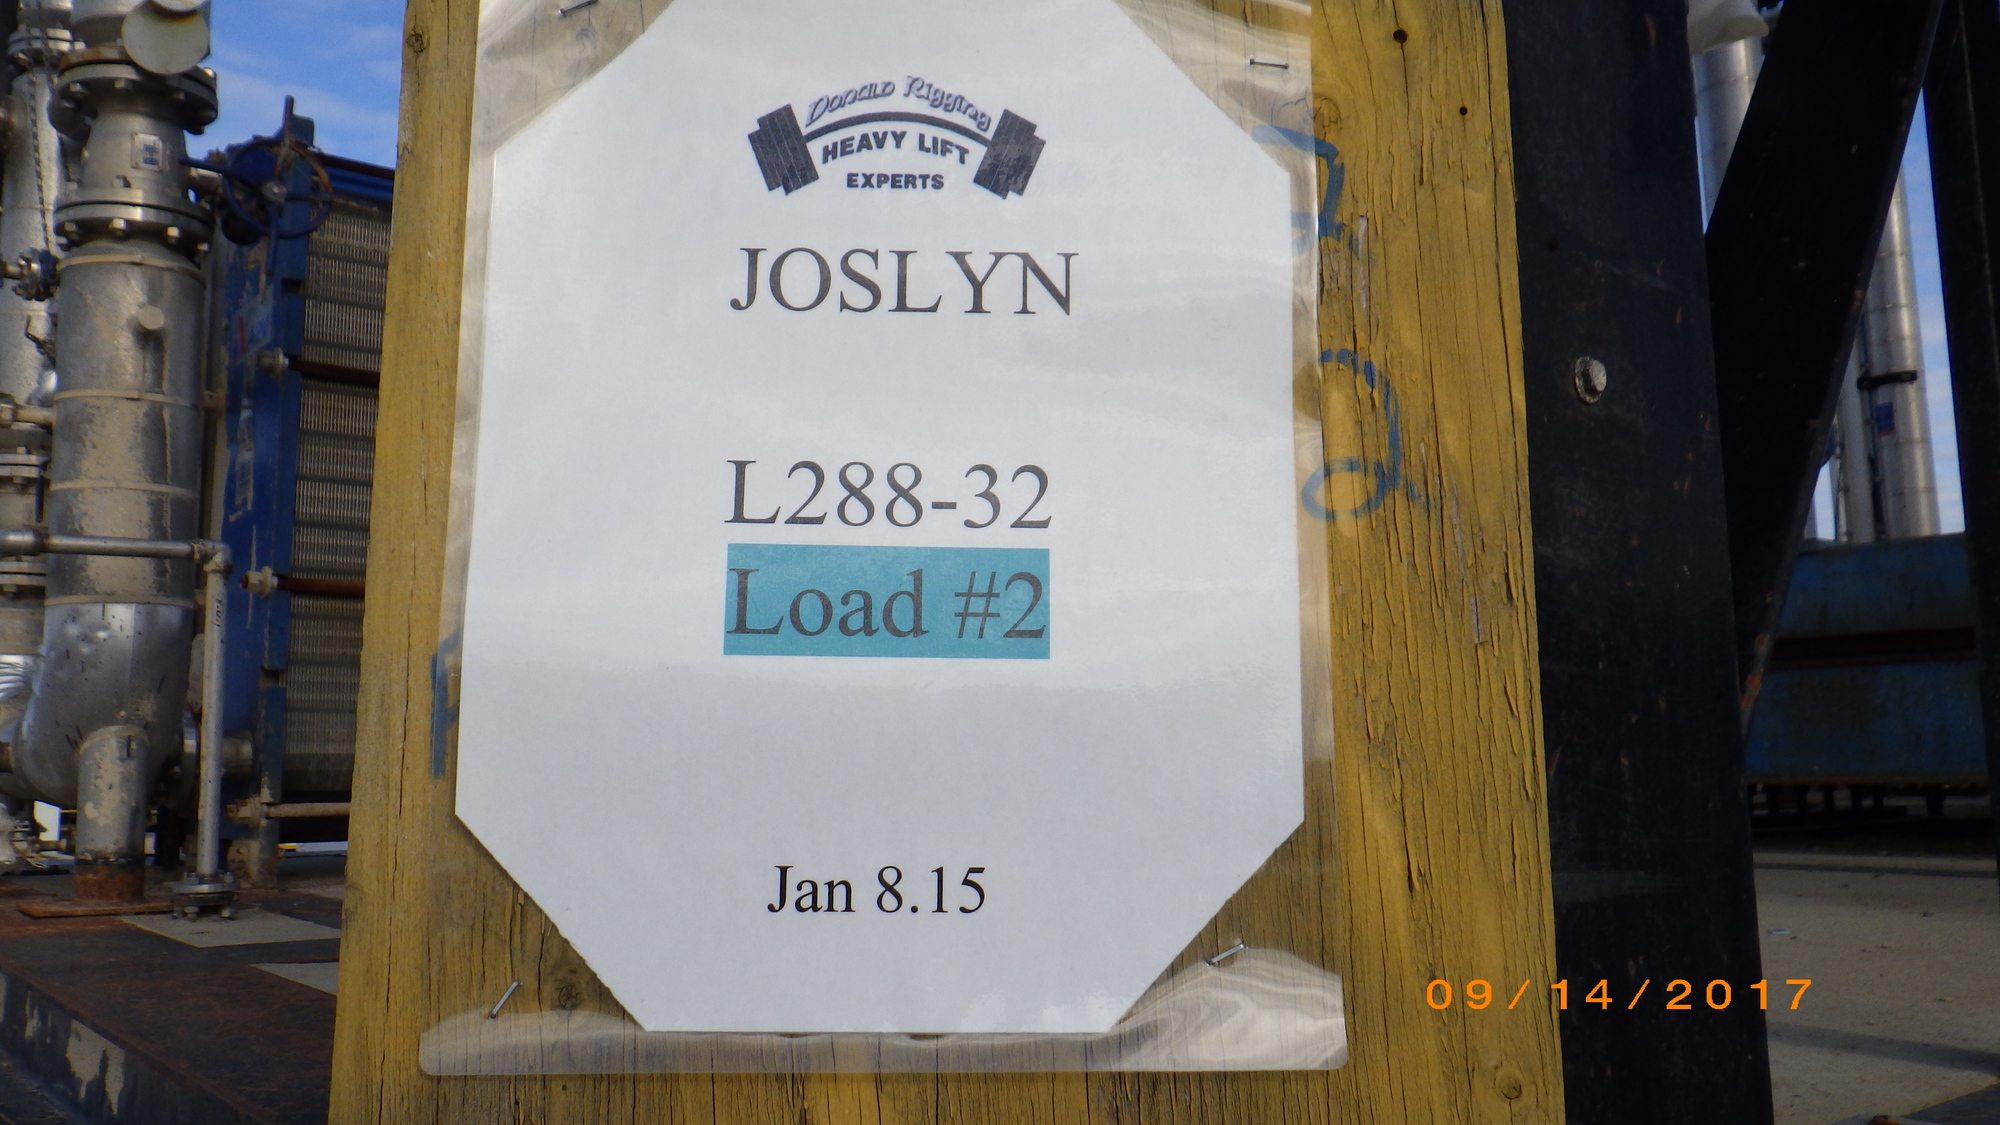 Donald Rigging
HEAVY LIFT
EXPERTS
JOSLYN
L288-32
Load #2
Jan 8.15
09/14/2017